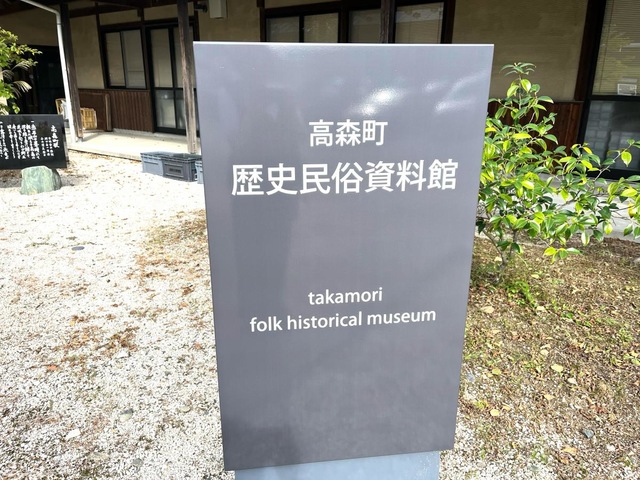 高森町
歴史民俗資料館
takamori
folk historical museum